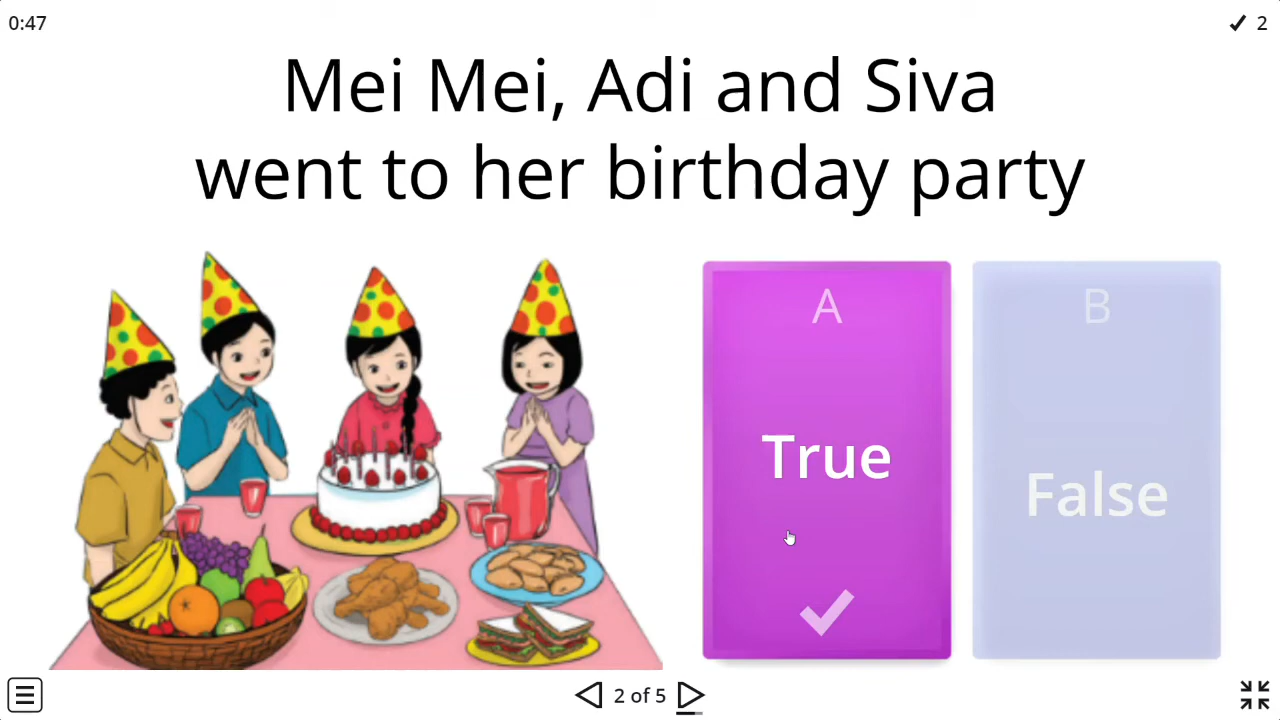 0:47
2
Mei Mei, Adi and Siva
went to her birthday party
A
B
True
False
2 of 5